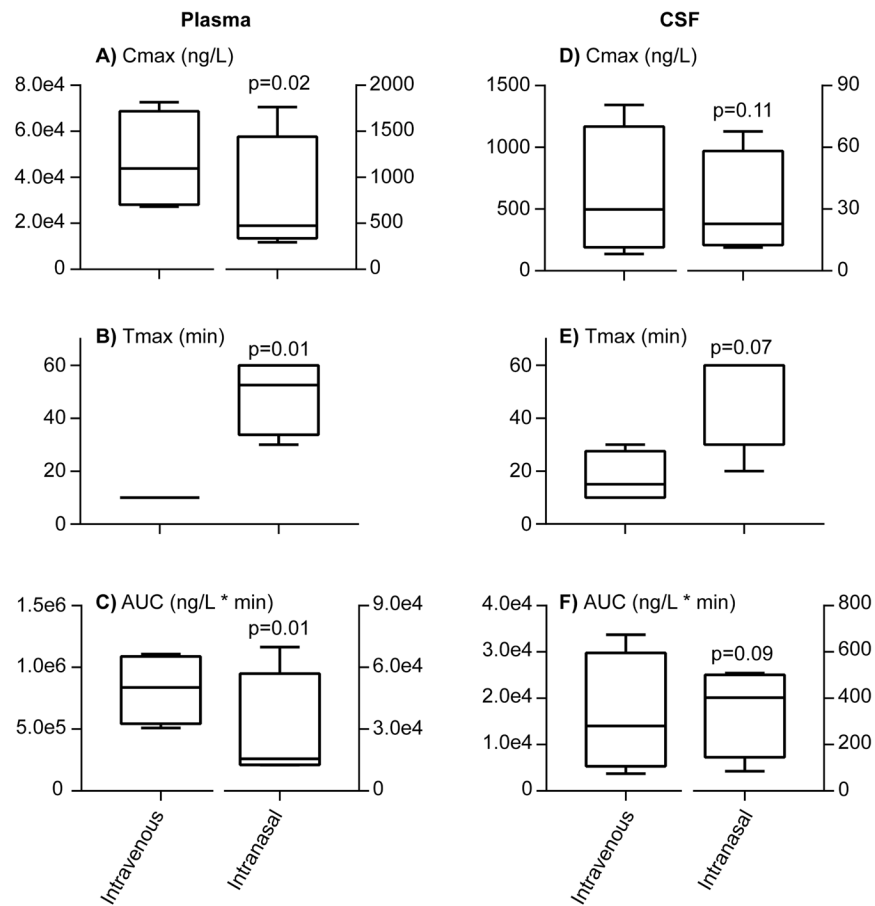 Plasma
CSF
A) Cmax (ng/L)
p=0.02
8.0e4
6.0e4
4.0e4
2.0e4
0
2000
1500
1000
500
0
D) Cmax (ng/L)
p=0.11
1500
1000
500
0
90
60
30
0
B) Tmax (min)
p=0.01
60
40
20
0
E) Tmax (min)
p=0.07
60
40
20
0
C) AUC (ng/L * min)
p=0.01
1.5e6
1.0e6
5.0e5
0
9.0e4
6.0e4
3.0e4
0
F) AUC (ng/L * min)
p=0.09
4.0e4
3.0e4
2.0e4
1.0e4
0
800
600
400
200
0
Intravenous
Intranasal
Intravenous
Intranasal